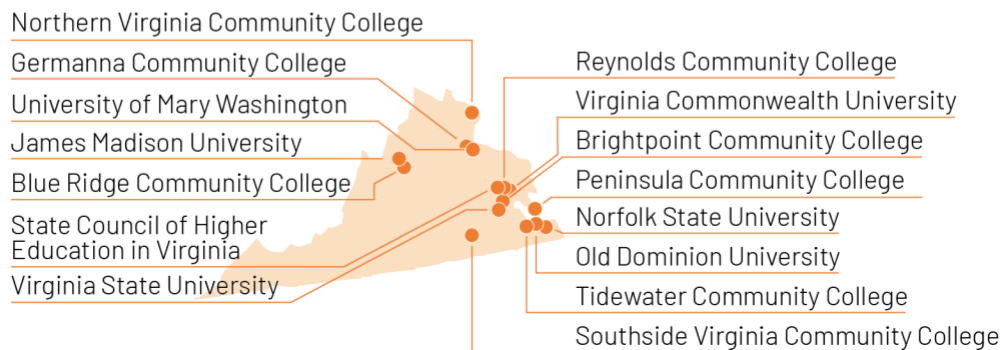 Northern Virginia Community College
Germanna Community College
University of Mary Washington
James Madison University
Blue Ridge Community College
State Council of Higher
Education in Virginia
Virginia State University
Reynolds Community College
Virginia Commonwealth University
Brightpoint Community College
Peninsula Community College
Norfolk State University
Old Dominion University
Tidewater Community College
Southside Virginia Community College